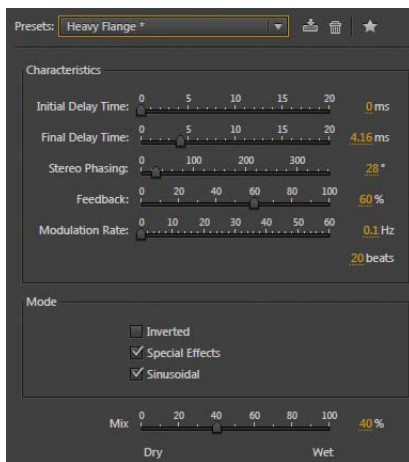 Presets: Heavy Flange *
Characteristics
0 5 10 15 20
Initial Delay Time: 0 ms
0 5 10 15 20
Final Delay Time: 4.16 ms
0 100 200 300
Stereo Phasing: 28 °
0 20 40 60 80 100
Feedback: 60 %
0 10 20 30 40 50 60
Modulation Rate: 0.1 Hz
20 beats
Mode
Inverted
Special Effects
Sinusoidal
0 20 40 60 80 100
Mix 40 %
Dry Wet